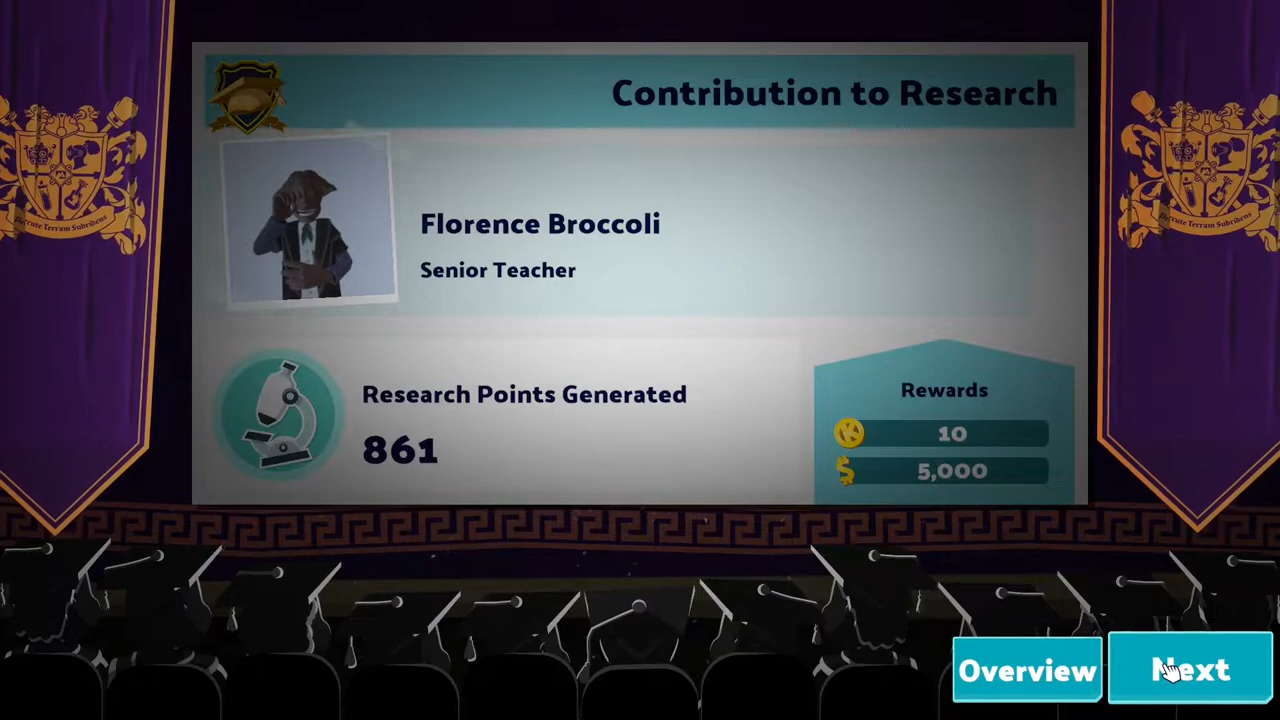 Contribution to Research
Florence Broccoli
Senior Teacher
Research Points Generated
861
Rewards
10
5,000
Overview
Next